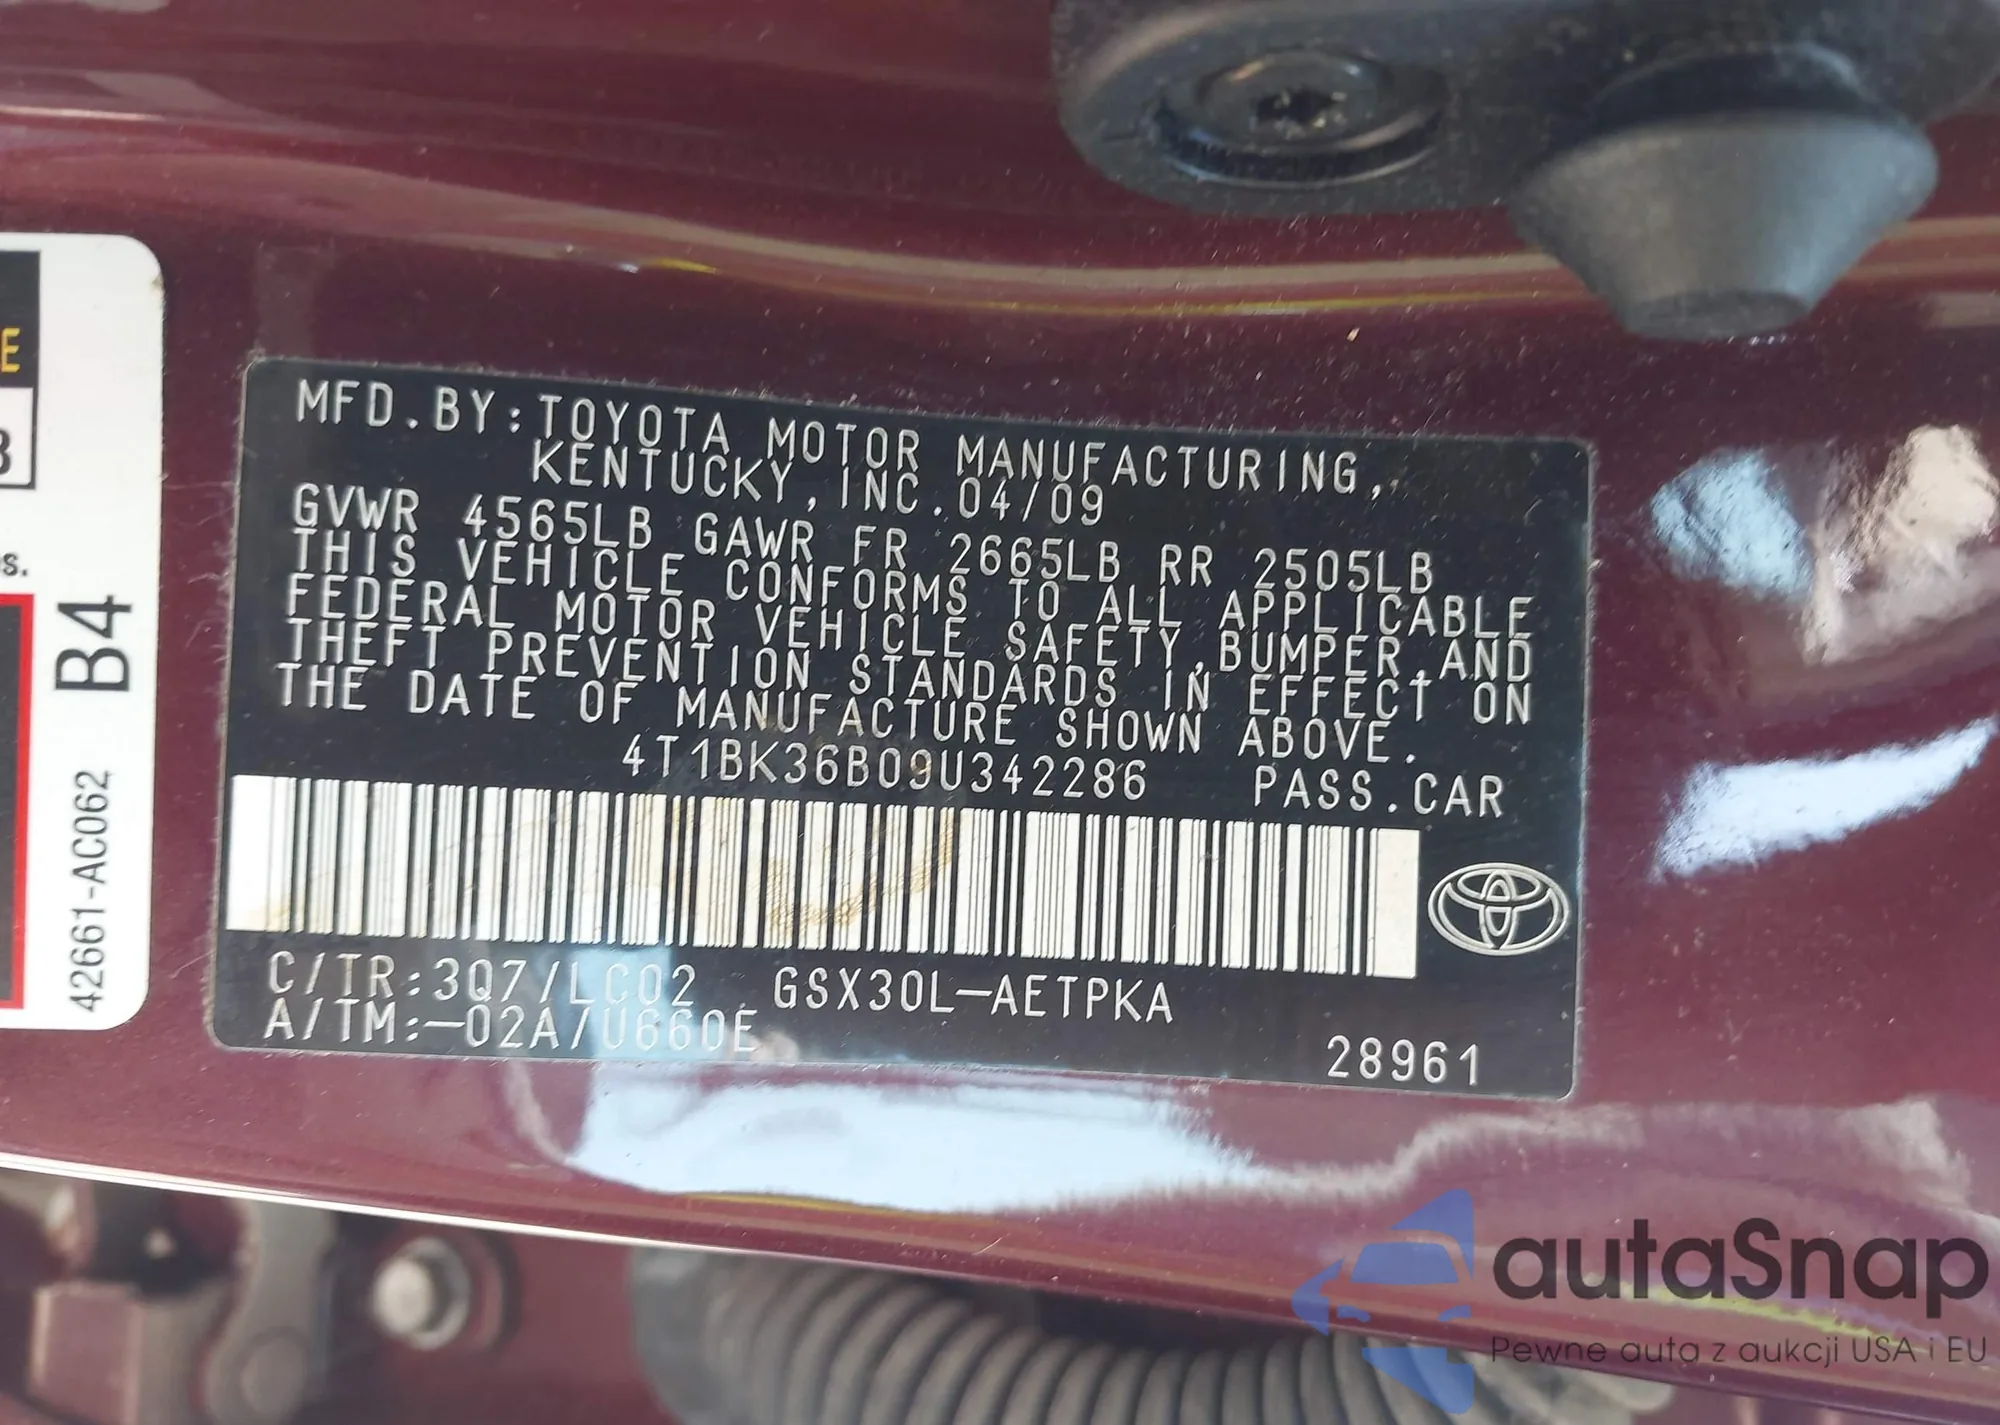 E
3
s.
B4
42661-AC062
MFD.BY:TOYOTA MOTOR MANUFACTURING,
KENTUCKY,INC.04/09
GVWR 4565LB GAWR FR 2665LB RR 2505LB
THIS VEHICLE CONFORMS TO ALL APPLICABLE
FEDERAL MOTOR VEHICLE SAFETY,BUMPER,AND
THEFT PREVENTION STANDARDS IN EFFECT ON
THE DATE OF MANUFACTURE SHOWN ABOVE.
4T1BK36B09U342286 PASS.CAR
C/TR:3Q7/LC02 GSX30L-AETPKA
A/TM:-02A/U660E
28961
autaSnap
Pewne auta z aukcji USA i EU